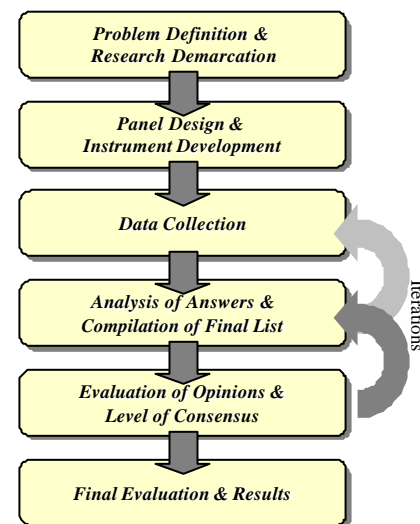 Problem Definition &
Research Demarcation
Panel Design &
Instrument Development
Data Collection
Analysis of Answers &
Compilation of Final List
Iterations
Evaluation of Opinions &
Level of Consensus
Final Evaluation & Results